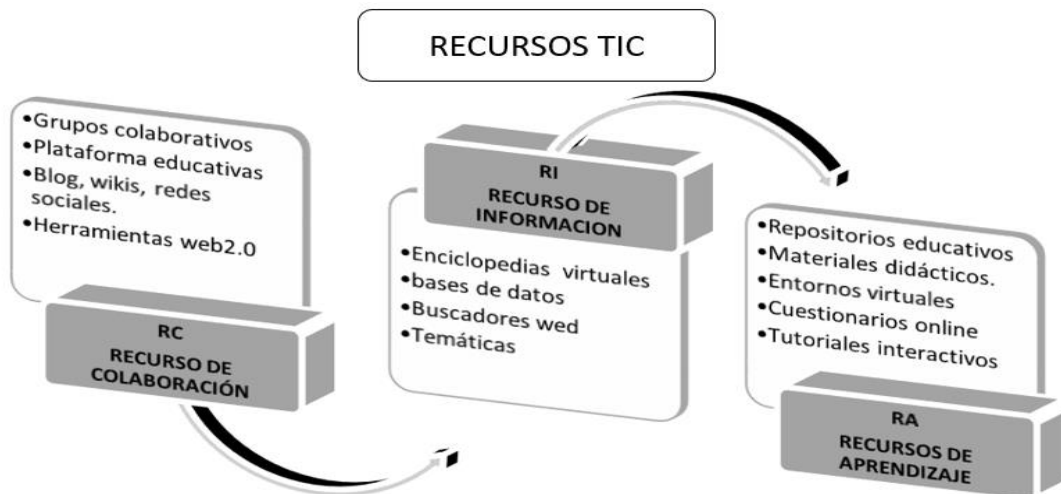 RECURSOS TIC
•Grupos colaborativos
•Plataforma educativas
•Blog, wikis, redes
sociales.
•Herramientas web2.0
RC
RECURSO DE
COLABORACIÓN
RI
RECURSO DE
INFORMACION
•Enciclopedias virtuales
•bases de datos
•Buscadores wed
•Temáticas
•Repositorios educativos
•Materiales didácticos.
•Entornos virtuales
•Cuestionarios online
•Tutoriales interactivos
RA
RECURSOS DE
APRENDIZAJE